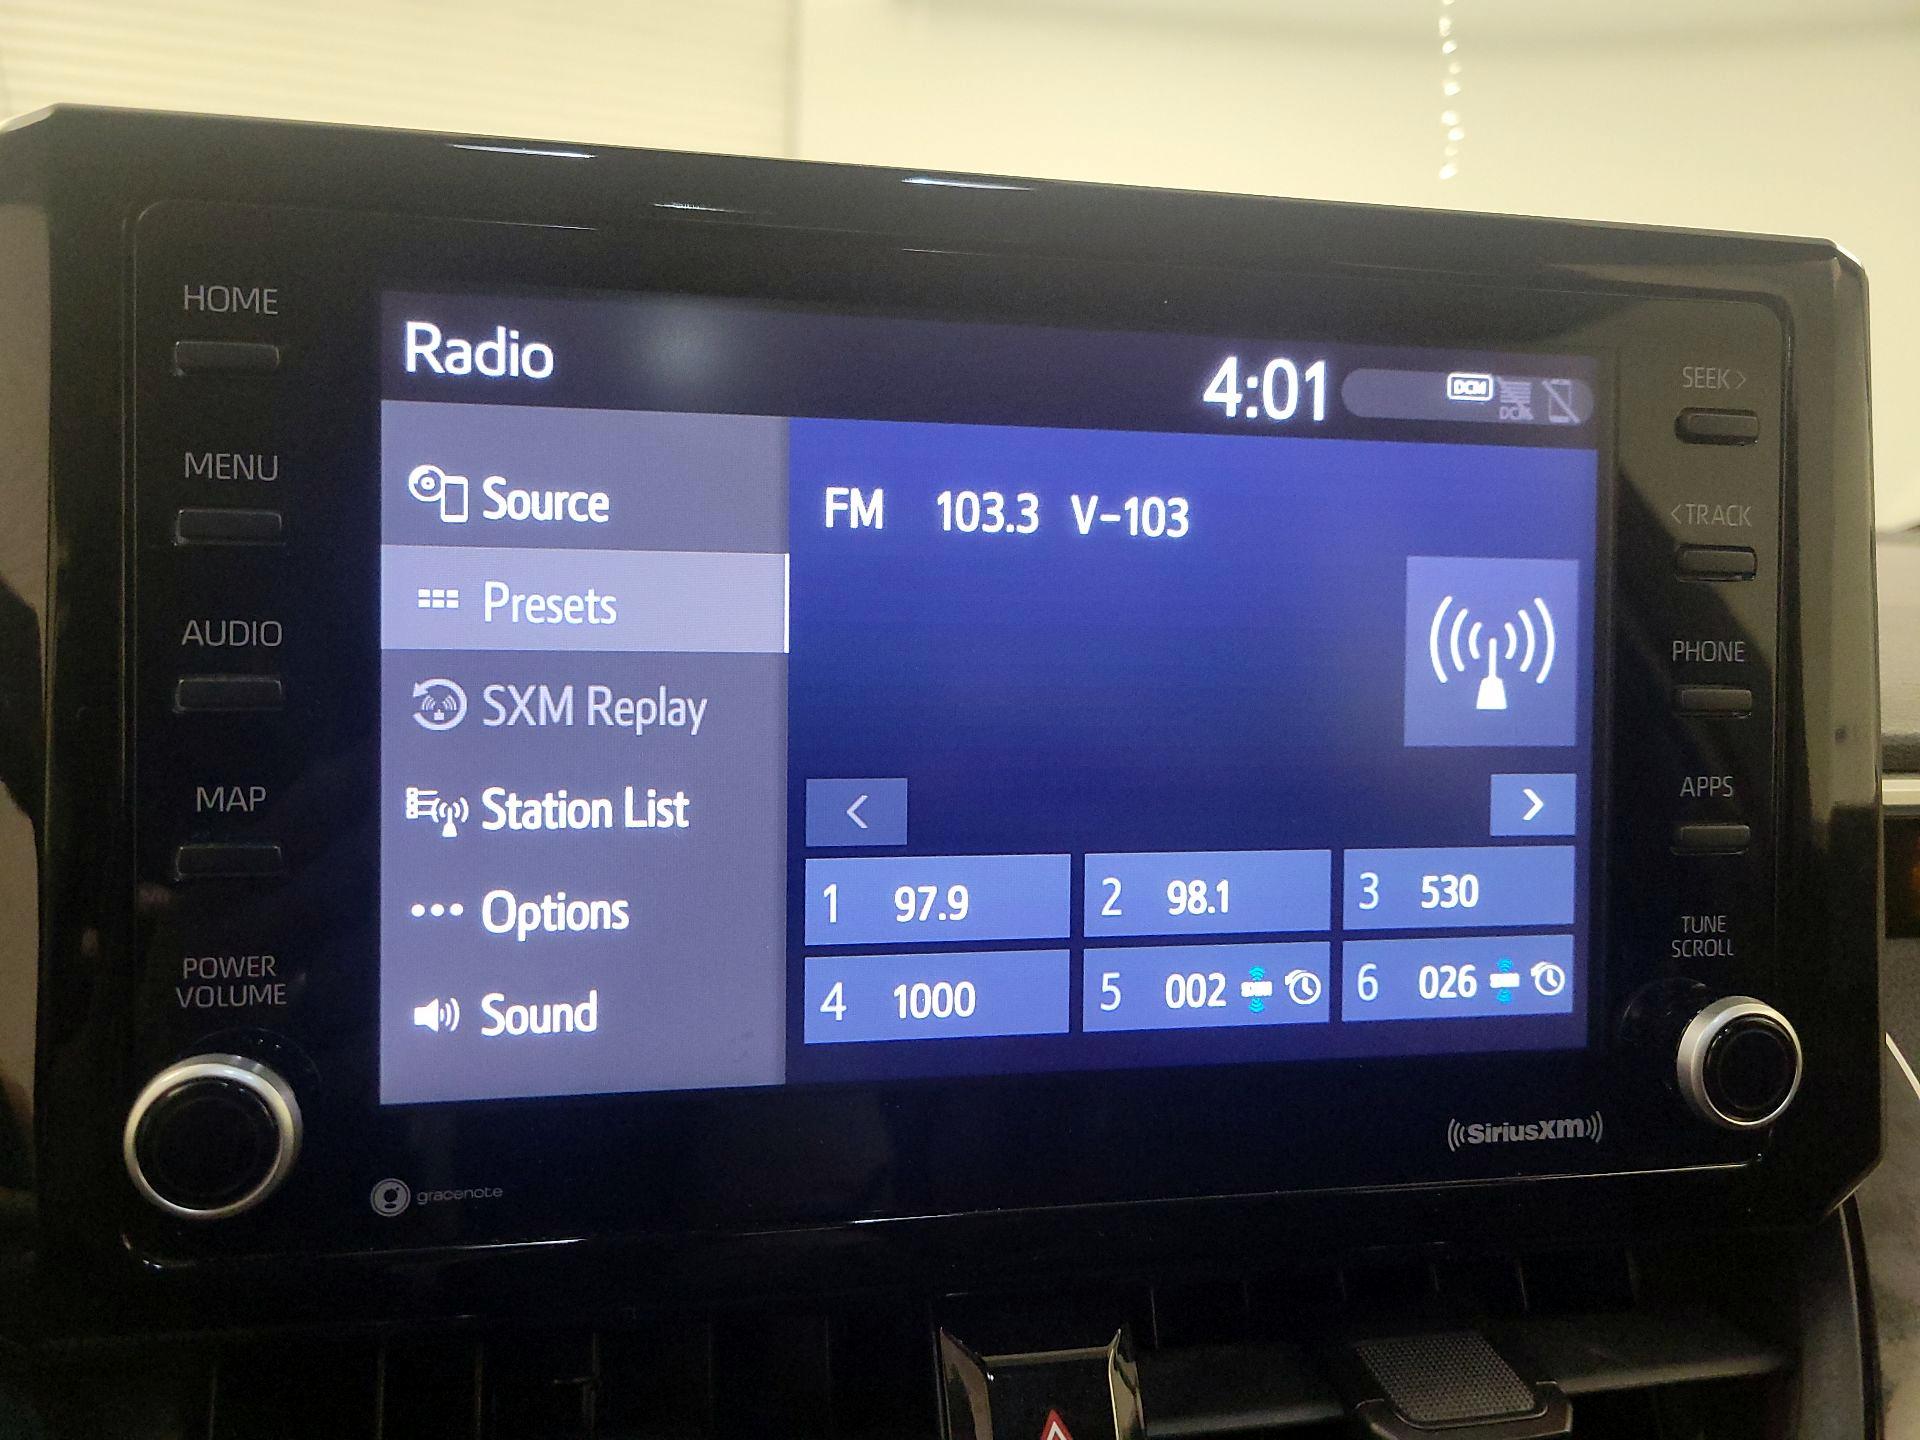 HOME
MENU
AUDIO
MAP
POWER
VOLUME
Radio
4:01
DCM
DCM
Source
Presets
SXM Replay
Station List
Options
Sound
FM 103.3 V-103
<
>
1 97.9
2 98.1
3 530
4 1000
5 002
6 026
SEEK >
< TRACK
PHONE
APPS
TUNE
SCROLL
gracenote
SiriusXM